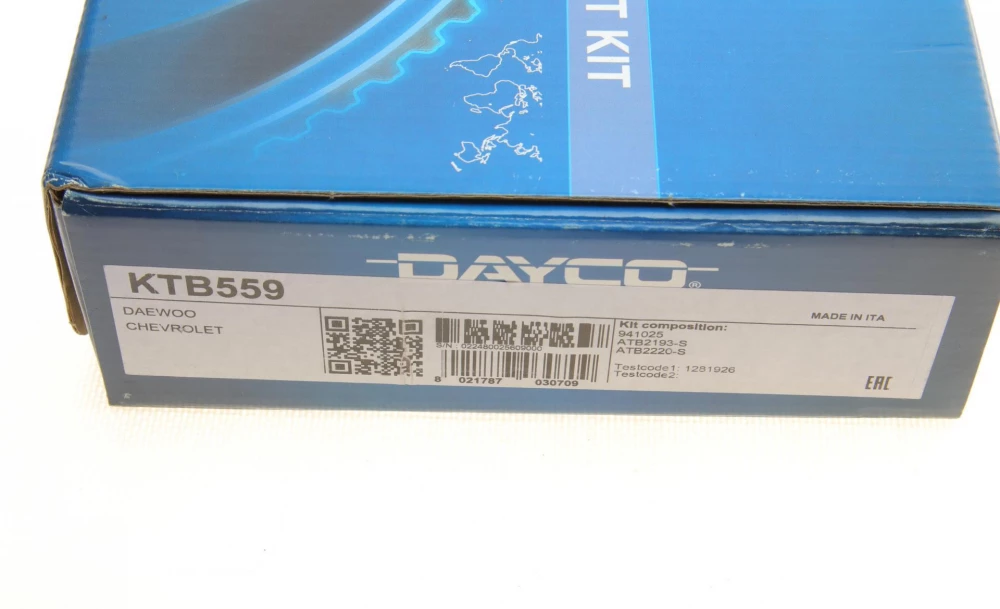 T KIT
DAYCO®
KTB559
MADE IN ITA
DAEWOO
CHEVROLET
S/N : 022480025809000
8 021787 030709
Kit composition:
941025
ATB2193-S
ATB2220-S
Testcode1: 1281926
Testcode2:
EAC